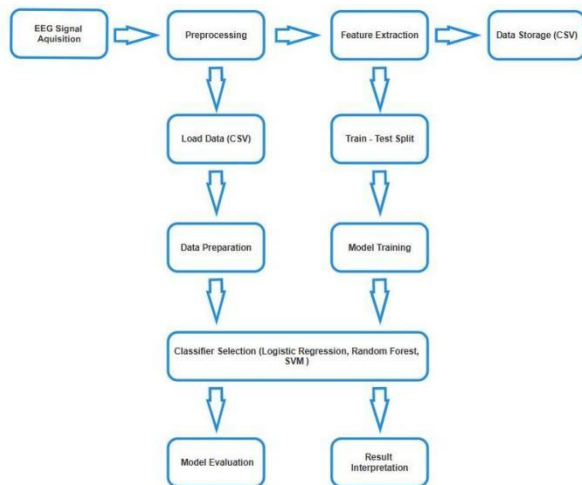 EEG Signal
Aquisition
Preprocessing
Feature Extraction
Data Storage (CSV)
Load Data (CSV)
Train - Test Split
Data Preparation
Model Training
Classifier Selection (Logistic Regression, Random Forest,
SVM )
Model Evaluation
Result
Interpretation